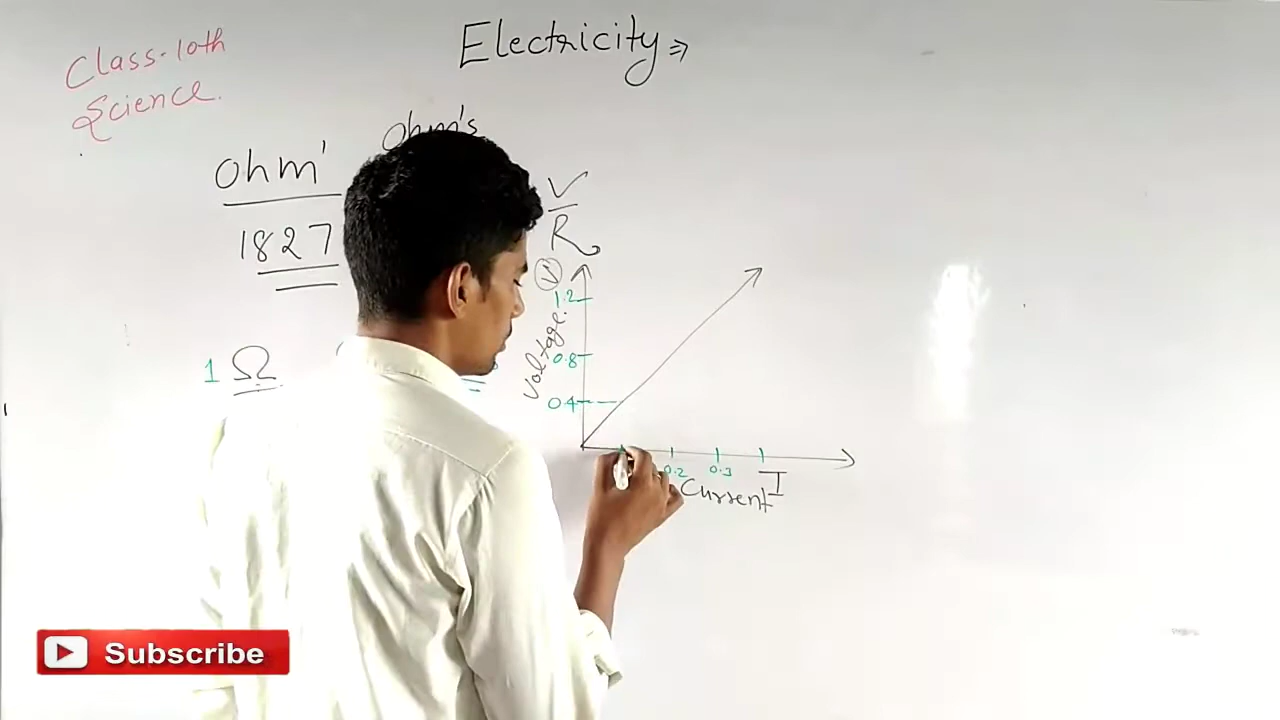 Electricity ⇒
Class-10th
Science.
Ohm's
Ohm'
1827
V
R
V
1.2
Voltage.
0.8
0.4
1 Ω
0.2 0.3 I
Current
Subscribe